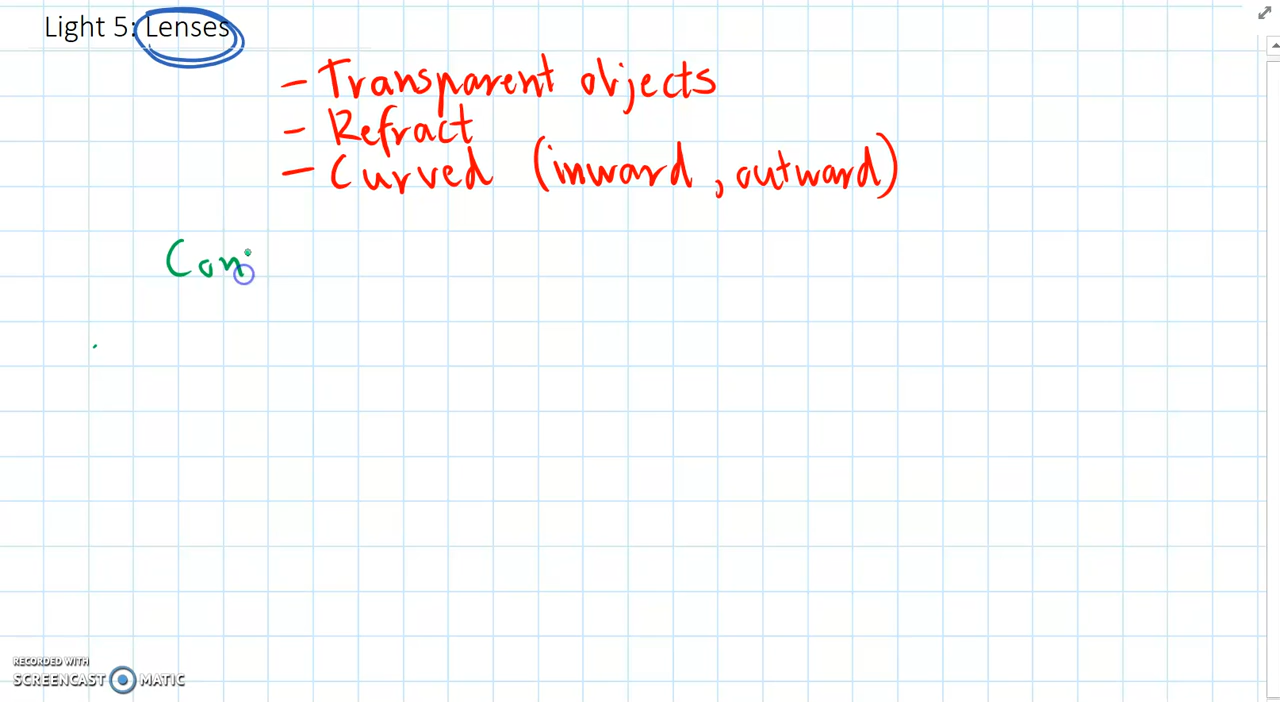 Light 5: Lenses
- Transparent objects
- Refract
- Curved (inward, outward)
Con
RECORDED WITH
SCREENCAST MATIC